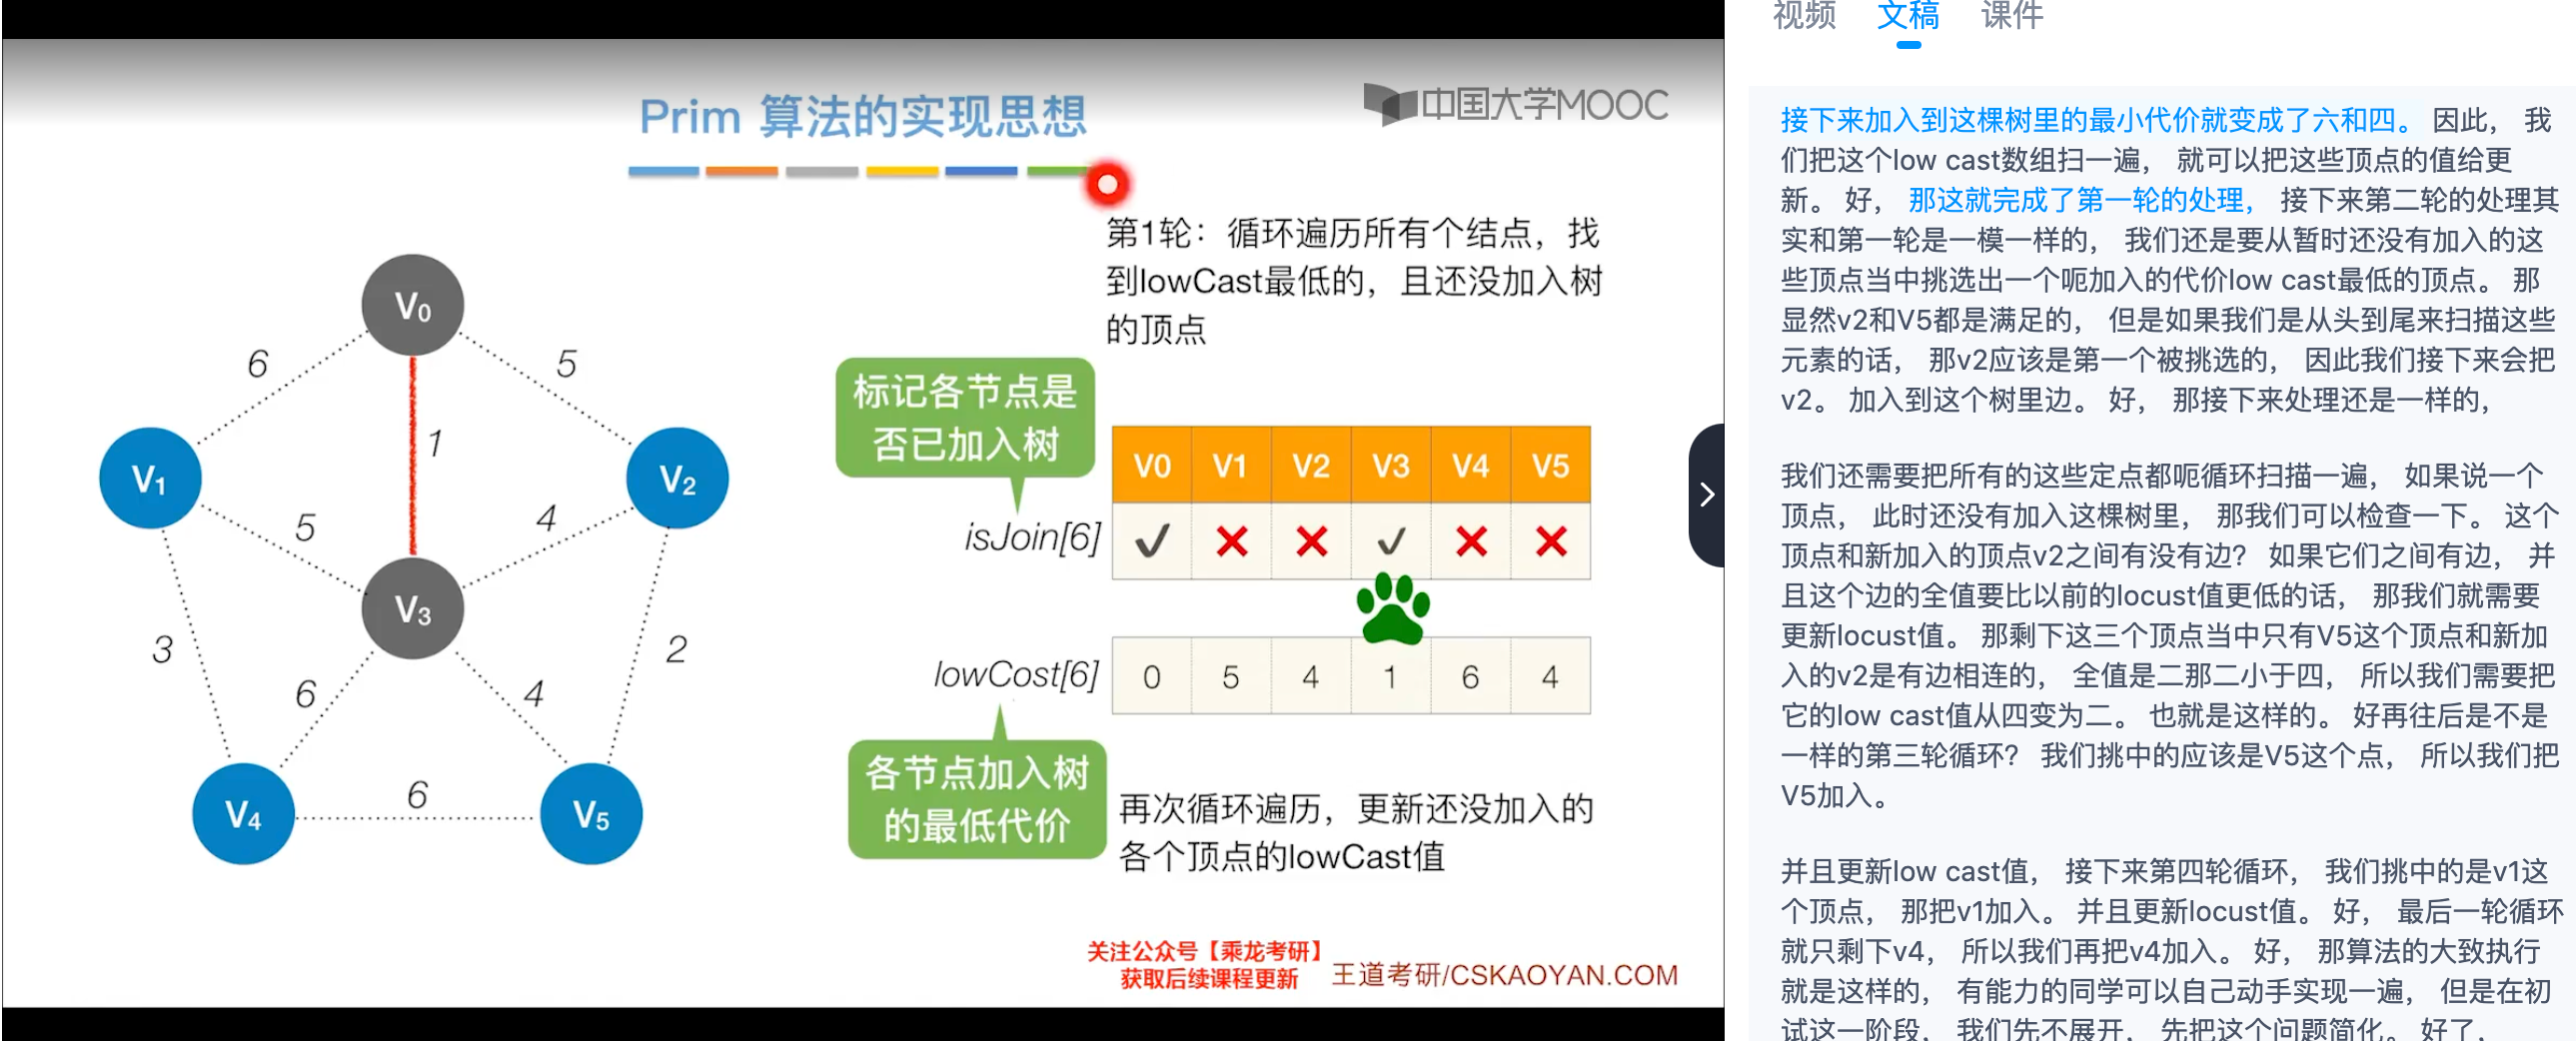 Prim 算法的实现思想
中国大学MOOC
第1轮：循环遍历所有个结点，找
到lowCast最低的，且还没加入树
的顶点
V0
6
5
1
V1
V2
5
4
V3
3
2
6
4
V4
6
V5
标记各节点是
否已加入树
V0 V1 V2 V3 V4 V5
isJoin[6] ✓ ✕ ✕ ✓ ✕ ✕
lowCost[6] 0 5 4 1 6 4
各节点加入树
的最低代价
再次循环遍历，更新还没加入的
各个顶点的lowCast值
关注公众号【乘龙考研】
获取后续课程更新
王道考研/CSKAOYAN.COM
视频 文稿 课件
接下来加入到这棵树里的最小代价就变成了六和四。 因此， 我
们把这个low cast数组扫一遍， 就可以把这些顶点的值给更
新。 好， 那这就完成了第一轮的处理， 接下来第二轮的处理其
实和第一轮是一模一样的， 我们还是要从暂时还没有加入的这
些顶点当中挑选出一个呃加入的代价low cast最低的顶点。 那
显然v2和V5都是满足的， 但是如果我们是从头到尾来扫描这些
元素的话， 那v2应该是第一个被挑选的， 因此我们接下来会把
v2。 加入到这个树里边。 好， 那接下来处理还是一样的，
我们还需要把所有的这些定点都呃循环扫描一遍， 如果说一个
顶点， 此时还没有加入这棵树里， 那我们可以检查一下。 这个
顶点和新加入的顶点v2之间有没有边？ 如果它们之间有边， 并
且这个边的全值要比以前的locust值更低的话， 那我们就需要
更新locust值。 那剩下这三个顶点当中只有V5这个顶点和新加
入的v2是有边相连的， 全值是二那二小于四， 所以我们需要把
它的low cast值从四变为二。 也就是这样的。 好再往后是不是
一样的第三轮循环？ 我们挑中的应该是V5这个点， 所以我们把
V5加入。
并且更新low cast值， 接下来第四轮循环， 我们挑中的是v1这
个顶点， 那把v1加入。 并且更新locust值。 好， 最后一轮循环
就只剩下v4， 所以我们再把v4加入。 好， 那算法的大致执行
就是这样的， 有能力的同学可以自己动手实现一遍， 但是在初
试这一阶段， 我们先不展开， 先把这个问题简化。 好了，